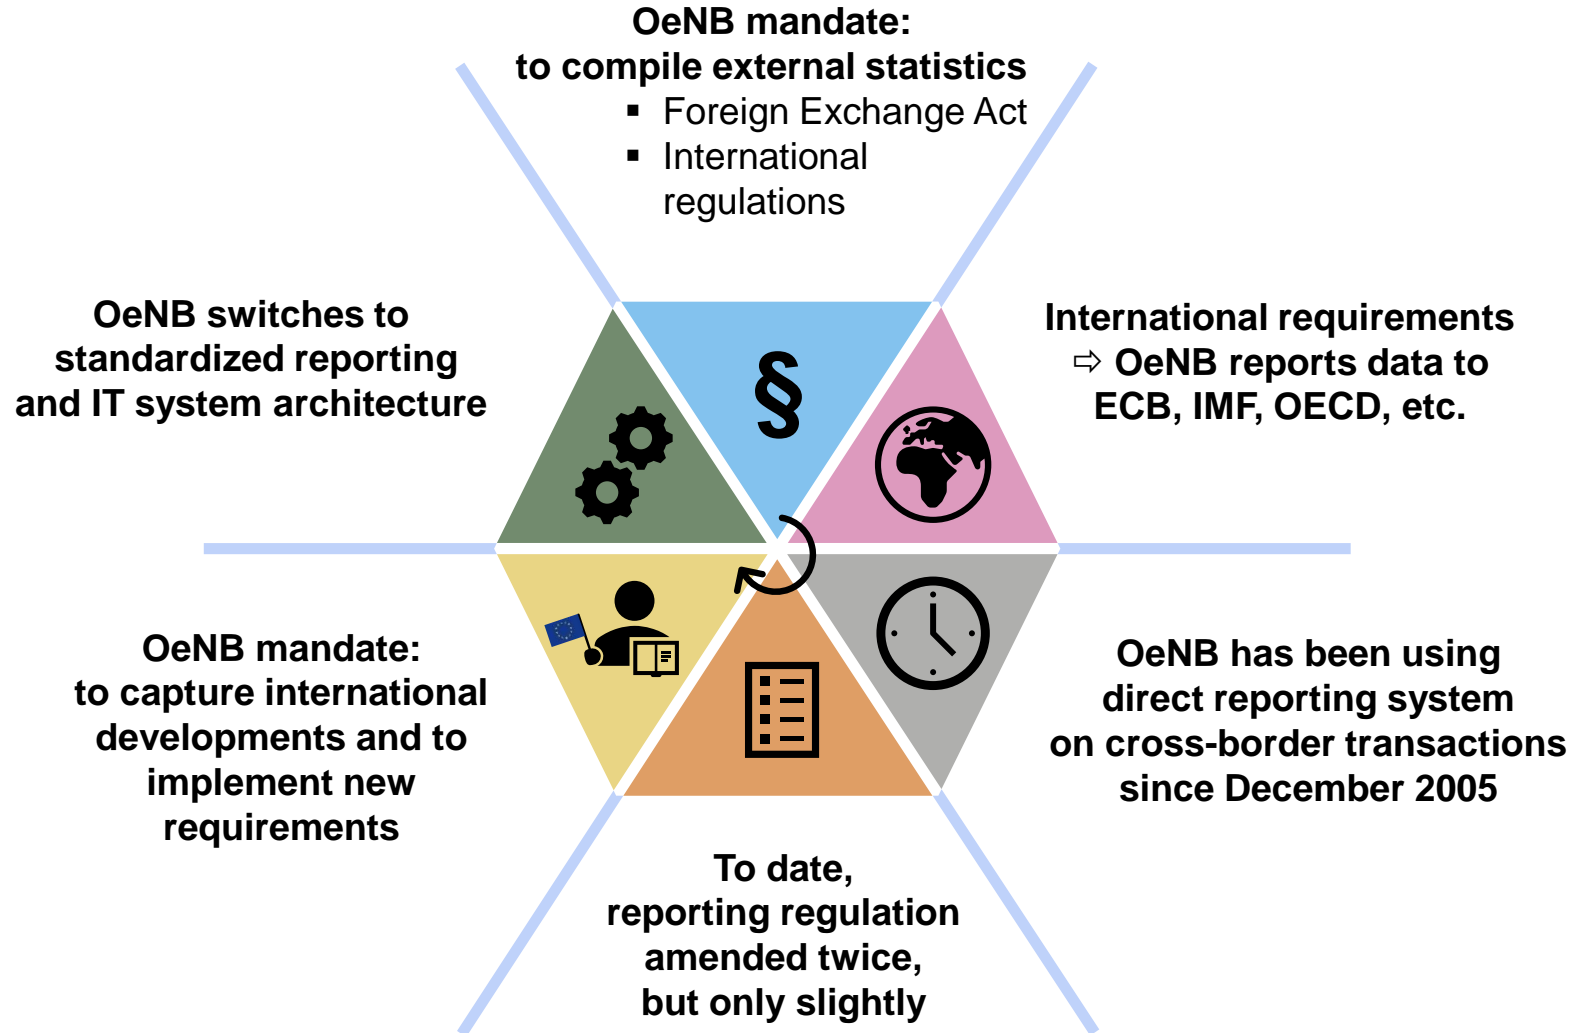 OeNB mandate:
to compile external statistics
▪ Foreign Exchange Act
▪ International
regulations
International requirements
⇨ OeNB reports data to
ECB, IMF, OECD, etc.
OeNB has been using
direct reporting system
on cross-border transactions
since December 2005
To date,
reporting regulation
amended twice,
but only slightly
OeNB mandate:
to capture international
developments and to
implement new
requirements
OeNB switches to
standardized reporting
and IT system architecture
§